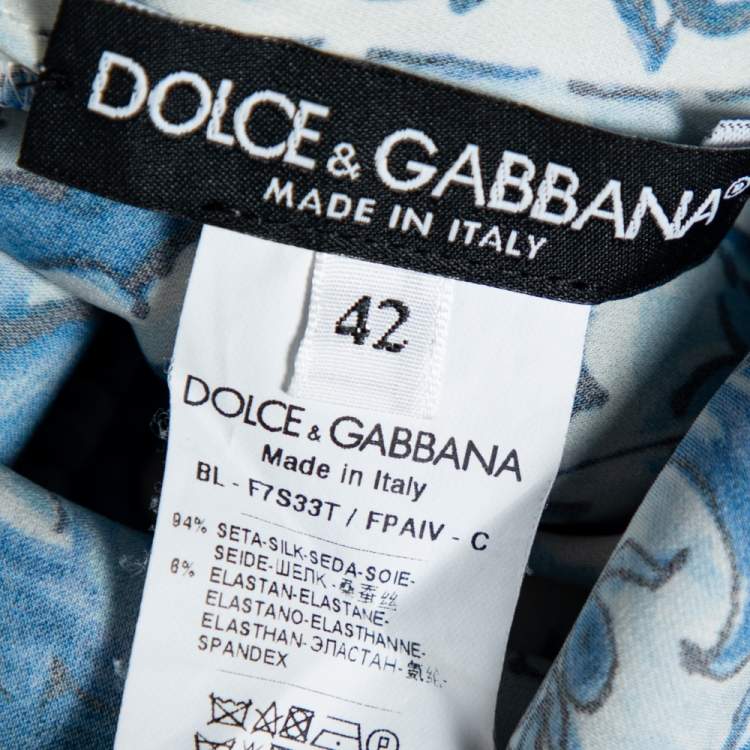 DOLCE & GABBANA®
MADE IN ITALY
42
DOLCE & GABBANA
Made in Italy
BL - F7S33T / FPAIV - C
94% SETA-SILK-SEDA-SOIE-
SEIDE-ШЕЛК-桑蚕丝
6% ELASTAN-ELASTANE-
ELASTANO-ELASTHANNE-
ELASTHAN-ЭЛАСТАН-氨纶-
SPANDEX